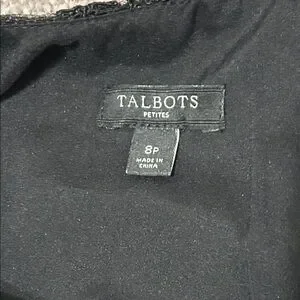 TALBOTS
PETITES
8P
MADE IN
CHINA